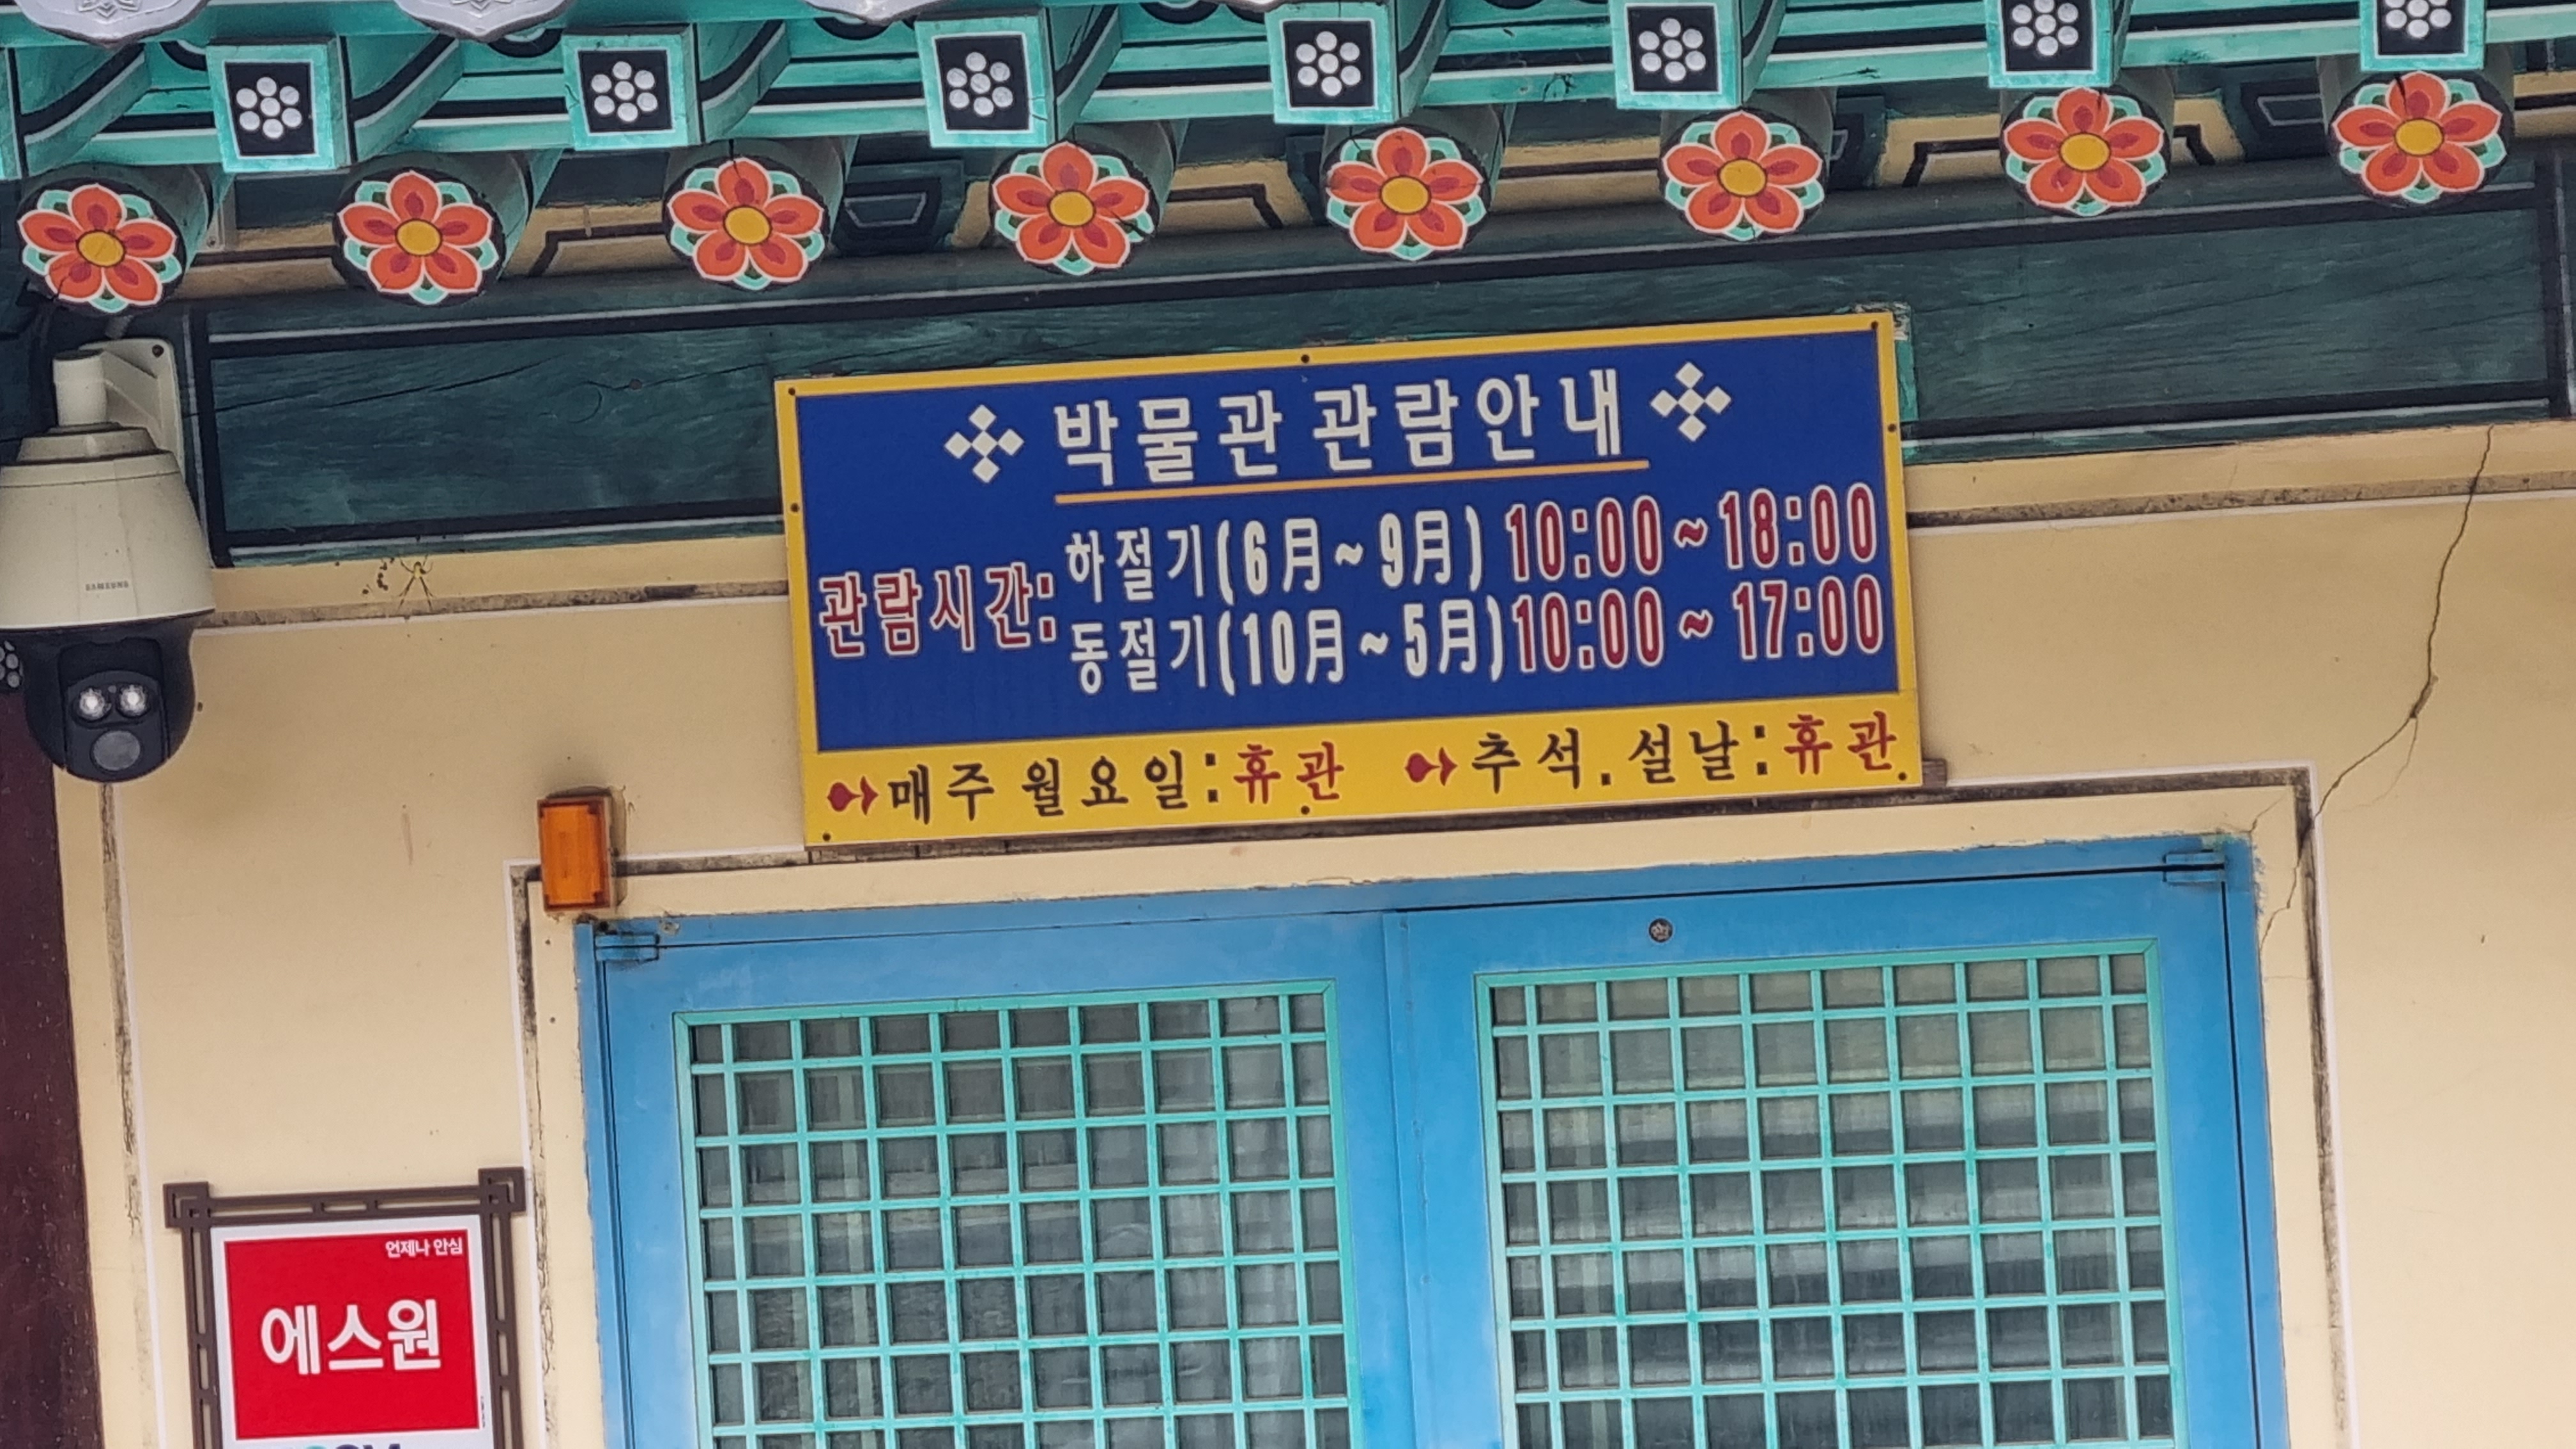 박물관 관람안내
관람시간:
하절기(6月~9月) 10:00~18:00
동절기(10月~5月)10:00~17:00
매주 월요일:휴관 추석.설날:휴관
SAMSUNG
언제나 안심
에스원